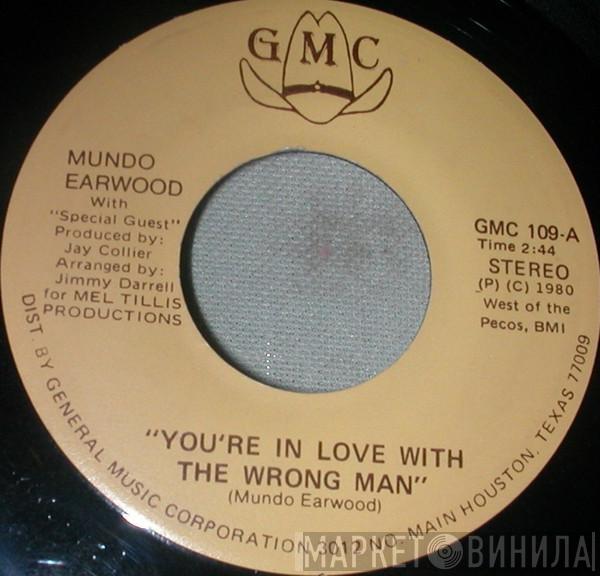 GMC
MUNDO
EARWOOD
With
"Special Guest"
Produced by:
Jay Collier
Arranged by:
Jimmy Darrell
for MEL TILLIS
PRODUCTIONS
GMC 109-A
Time 2:44
STEREO
(P) (C) 1980
West of the
Pecos, BMI
"YOU'RE IN LOVE WITH
THE WRONG MAN"
(Mundo Earwood)
DIST. BY GENERAL MUSIC CORPORATION 3012 NO. MAIN HOUSTON, TEXAS 77009
МАРКЕТ ВИНИЛА